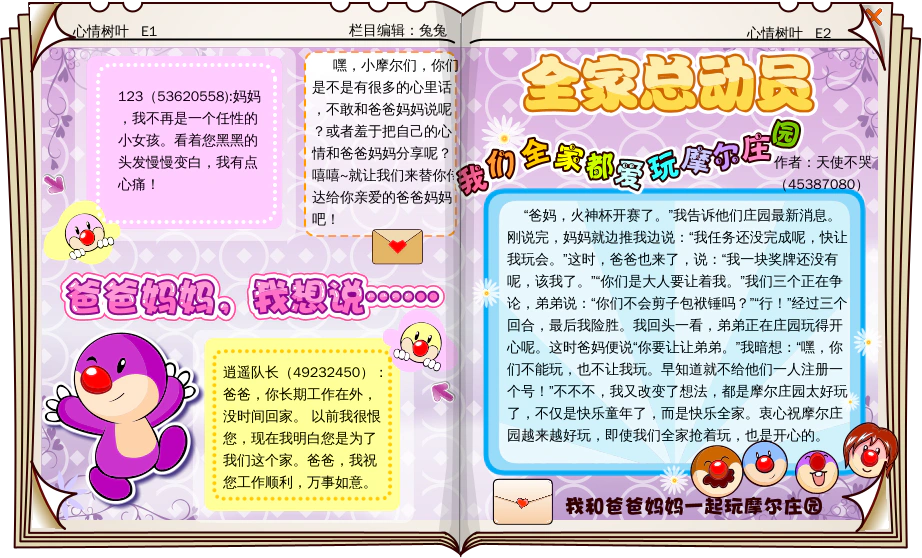 心情树叶 E1
栏目编辑：兔兔
123（53620558):妈妈
，我不再是一个任性的
小女孩。看着您黑黑的
头发慢慢变白，我有点
心痛！
嘿，小摩尔们，你们
是不是有很多的心里话
，不敢和爸爸妈妈说呢
？或者羞于把自己的心
情和爸爸妈妈分享呢？
嘻嘻~就让我们来替你传
达给你亲爱的爸爸妈妈
吧！
爸爸妈妈，我想说……
逍遥队长（49232450）：
爸爸，你长期工作在外，
没时间回家。 以前我很恨
您，现在我明白您是为了
我们这个家。爸爸，我祝
您工作顺利，万事如意。
心情树叶 E2
全家总动员
我们全家都爱玩摩尔庄园
作者：天使不哭
（45387080）
“爸妈，火神杯开赛了。”我告诉他们庄园最新消息。
刚说完，妈妈就边推我边说：“我任务还没完成呢，快让
我玩会。”这时，爸爸也来了，说：“我一块奖牌还没有
呢，该我了。”“你们是大人要让着我。”我们三个正在争
论，弟弟说：“你们不会剪子包袱锤吗？”“行！”经过三个
回合，最后我险胜。我回头一看，弟弟正在庄园玩得开
心呢。这时爸妈便说“你要让让弟弟。”我暗想：“嘿，你
们不能玩，也不让我玩。早知道就不给他们一人注册一
个号！”不不不，我又改变了想法，都是摩尔庄园太好玩
了，不仅是快乐童年了，而是快乐全家。衷心祝摩尔庄
园越来越好玩，即使我们全家抢着玩，也是开心的。
我和爸爸妈妈一起玩摩尔庄园